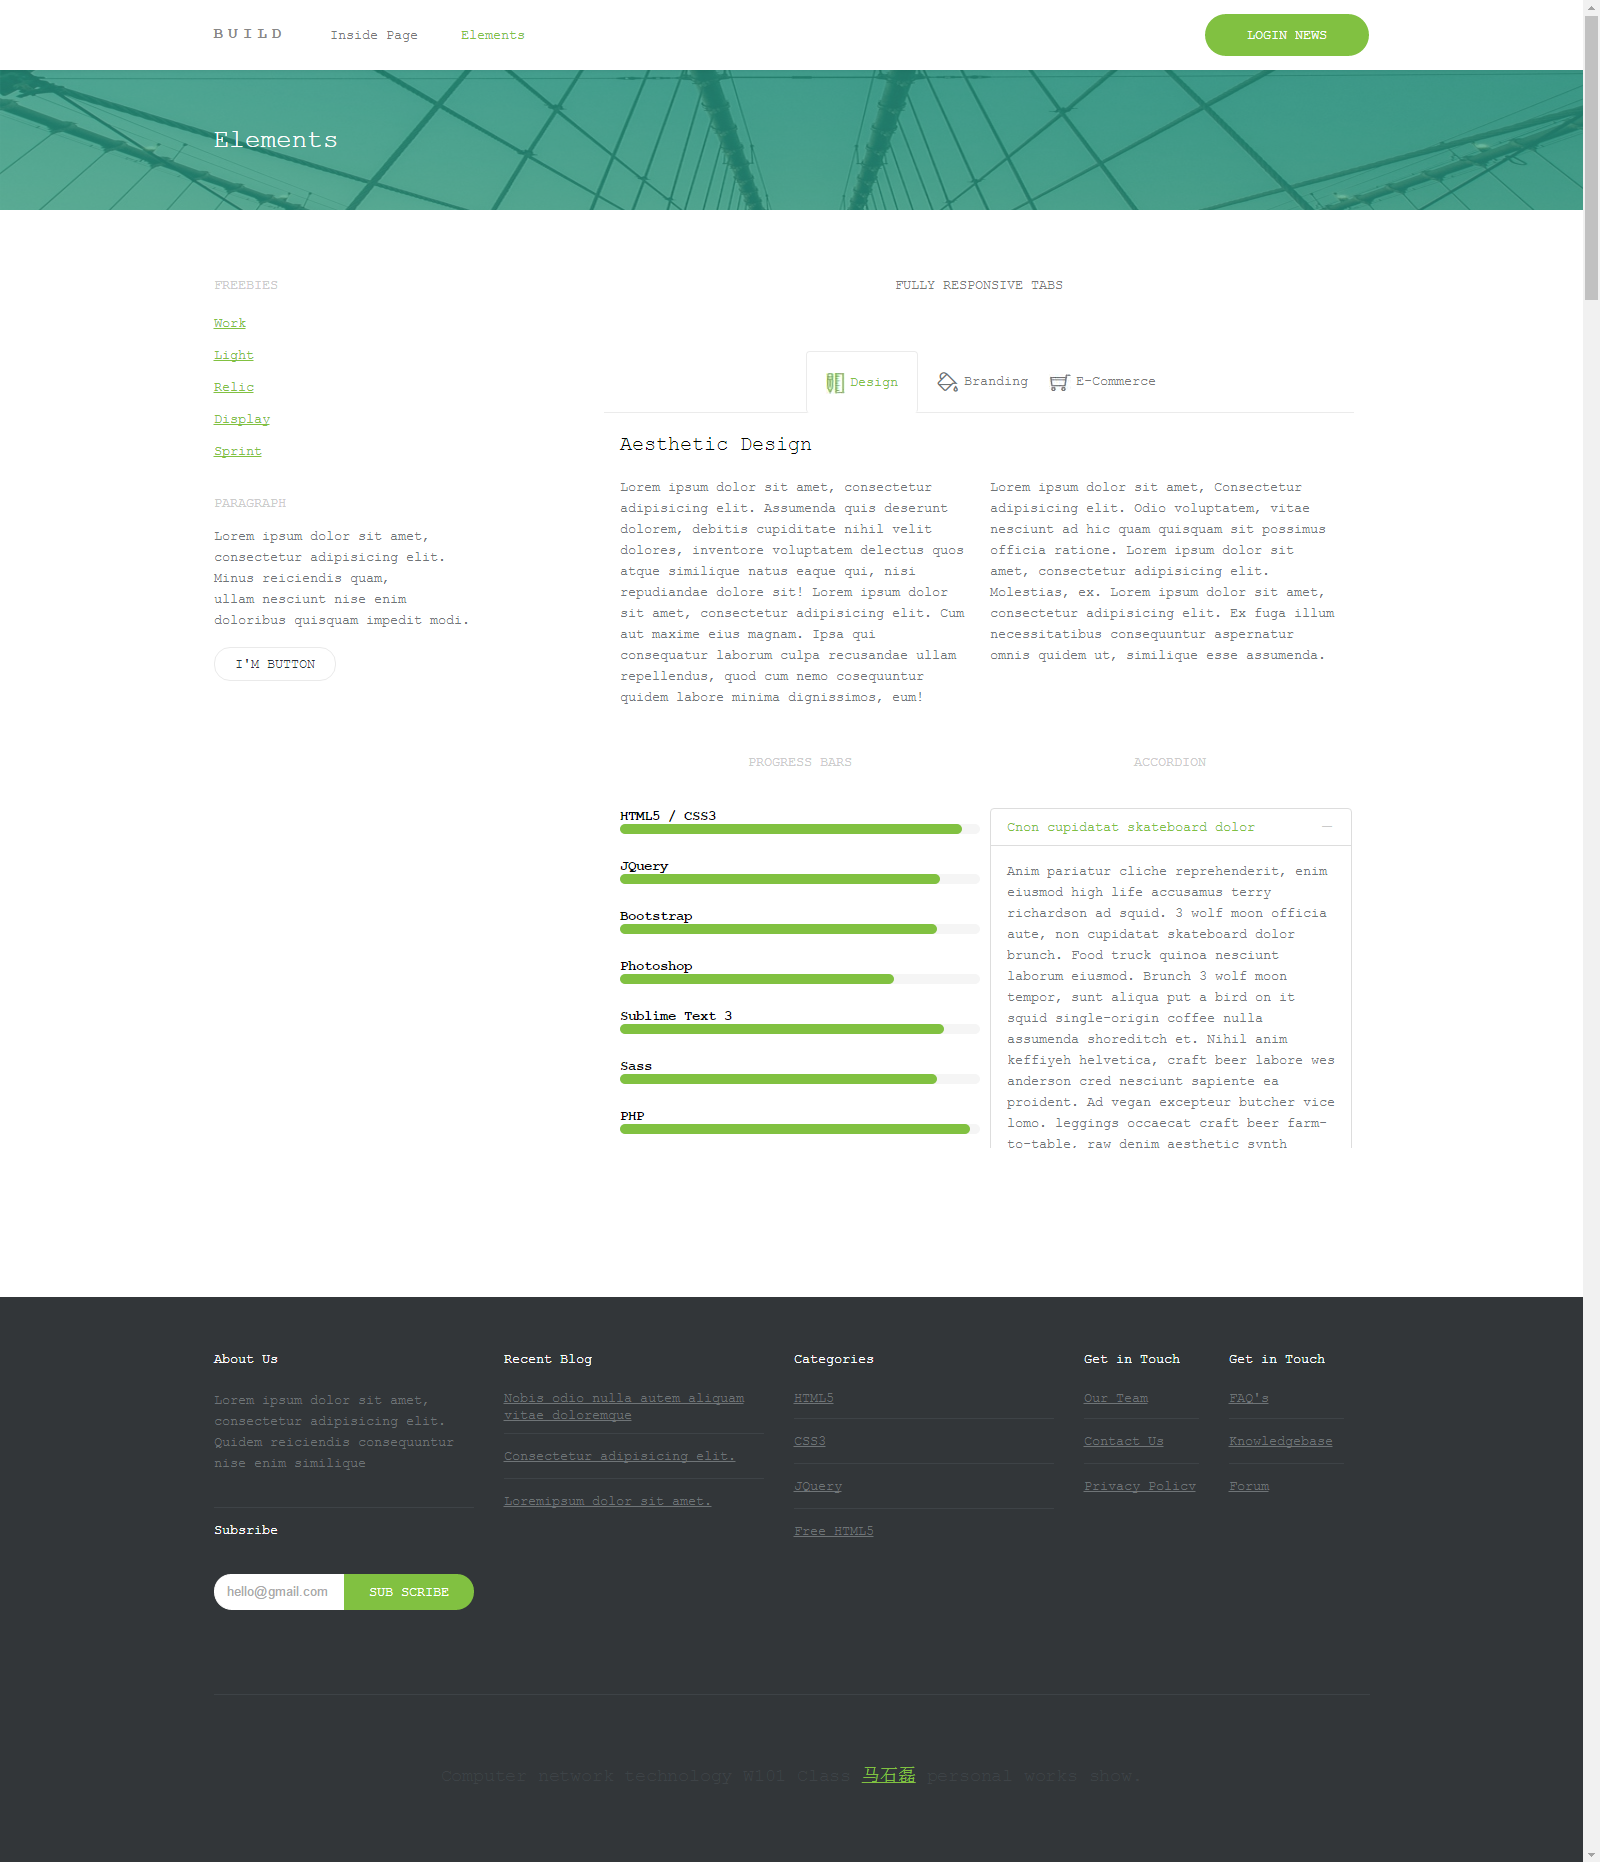 BUILD
Inside Page
Elements
LOGIN NEWS
Elements
FREEBIES
Work
Light
Relic
Display
Sprint
PARAGRAPH
Lorem ipsum dolor sit amet,
consectetur adipisicing elit.
Minus reiciendis quam,
ullam nesciunt nise enim
doloribus quisquam impedit modi.
I'M BUTTON
FULLY RESPONSIVE TABS
Design
Branding
E-Commerce
Aesthetic Design
Lorem ipsum dolor sit amet, consectetur
adipisicing elit. Assumenda quis deserunt
dolorem, debitis cupiditate nihil velit
dolores, inventore voluptatem delectus quos
atque similique natus eaque qui, nisi
repudiandae dolore sit! Lorem ipsum dolor
sit amet, consectetur adipisicing elit. Cum
aut maxime eius magnam. Ipsa qui
consequatur laborum culpa recusandae ullam
repellendus, quod cum nemo cosequuntur
quidem labore minima dignissimos, eum!
Lorem ipsum dolor sit amet, Consectetur
adipisicing elit. Odio voluptatem, vitae
nesciunt ad hic quam quisquam sit possimus
officia ratione. Lorem ipsum dolor sit
amet, consectetur adipisicing elit.
Molestias, ex. Lorem ipsum dolor sit amet,
consectetur adipisicing elit. Ex fuga illum
necessitatibus consequuntur aspernatur
omnis quidem ut, similique esse assumenda.
PROGRESS BARS
HTML5 / CSS3
JQuery
Bootstrap
Photoshop
Sublime Text 3
Sass
PHP
ACCORDION
Cnon cupidatat skateboard dolor
Anim pariatur cliche reprehenderit, enim
eiusmod high life accusamus terry
richardson ad squid. 3 wolf moon officia
aute, non cupidatat skateboard dolor
brunch. Food truck quinoa nesciunt
laborum eiusmod. Brunch 3 wolf moon
tempor, sunt aliqua put a bird on it
squid single-origin coffee nulla
assumenda shoreditch et. Nihil anim
keffiyeh helvetica, craft beer labore wes
anderson cred nesciunt sapiente ea
proident. Ad vegan excepteur butcher vice
lomo. leggings occaecat craft beer farm-
to-table. raw denim aesthetic synth
About Us
Lorem ipsum dolor sit amet,
consectetur adipisicing elit.
Quidem reiciendis consequuntur
nise enim similique
Subsribe
hello@gmail.com
SUB SCRIBE
Recent Blog
Nobis odio nulla autem aliquam
vitae doloremque
Consectetur adipisicing elit.
Loremipsum dolor sit amet.
Categories
HTML5
CSS3
JQuery
Free HTML5
Get in Touch
Our Team
Contact Us
Privacy Policy
Get in Touch
FAQ's
Knowledgebase
Forum
Computer network technology W101 Class 马石磊 personal works show.